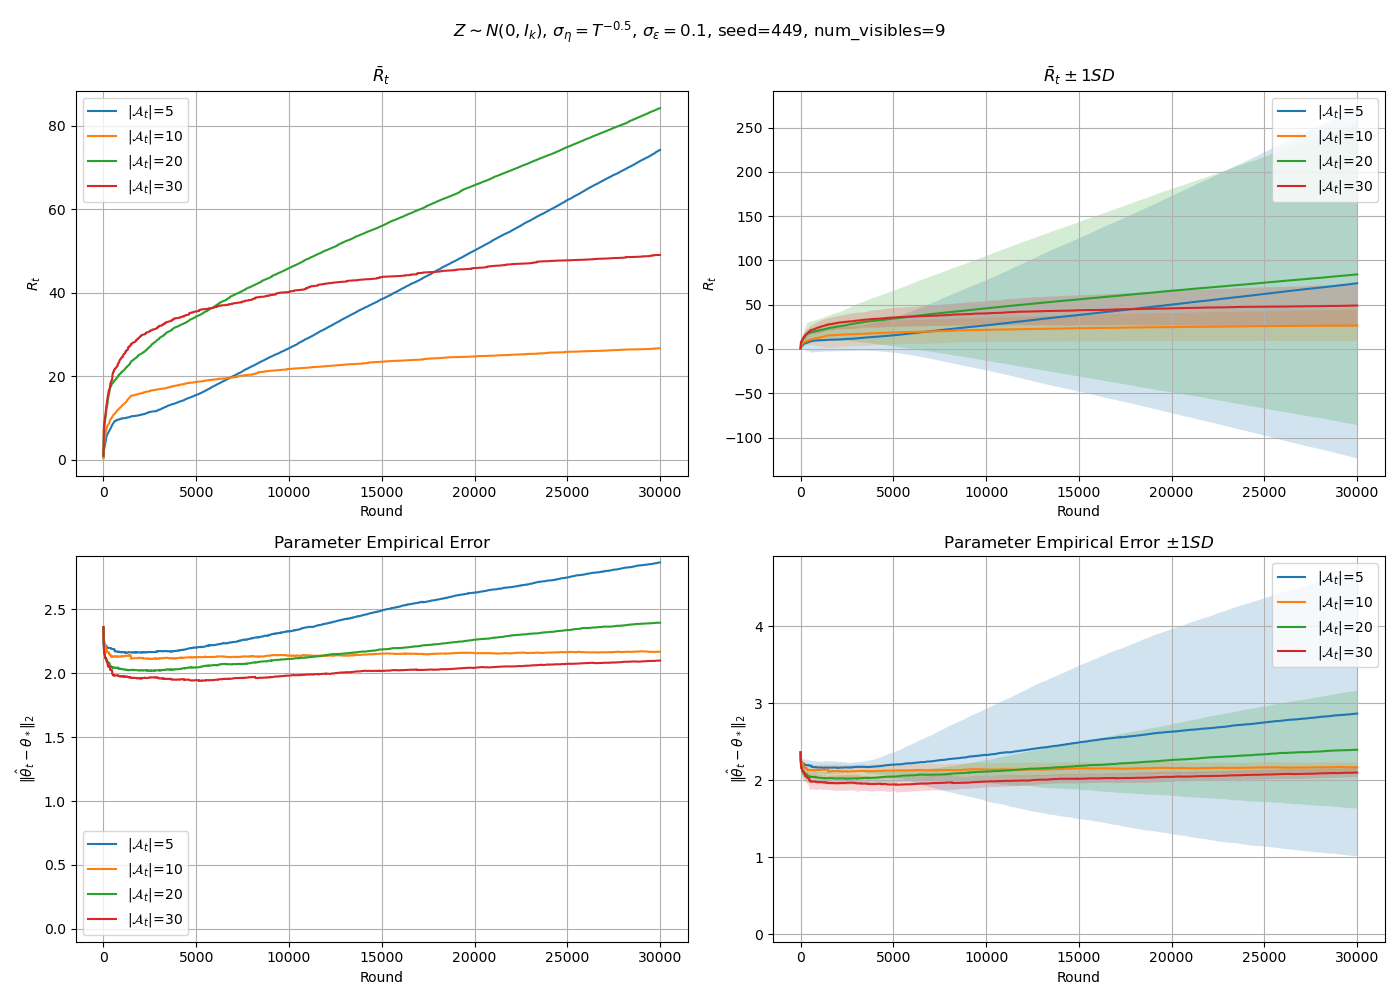 Z ∼ N(0, I_k), σ_η = T^{−0.5}, σ_ε = 0.1, seed=449, num_visibles=9
R̄_t
R_t
80
60
40
20
0
|𝒜_t|=5
|𝒜_t|=10
|𝒜_t|=20
|𝒜_t|=30
0 5000 10000 15000 20000 25000 30000
Round
R̄_t ± 1SD
R_t
250
200
150
100
50
0
−50
−100
|𝒜_t|=5
|𝒜_t|=10
|𝒜_t|=20
|𝒜_t|=30
0 5000 10000 15000 20000 25000 30000
Round
Parameter Empirical Error
‖θ̂_t − θ_*‖_2
2.5
2.0
1.5
1.0
0.5
0.0
|𝒜_t|=5
|𝒜_t|=10
|𝒜_t|=20
|𝒜_t|=30
0 5000 10000 15000 20000 25000 30000
Round
Parameter Empirical Error ±1SD
‖θ̂_t − θ_*‖_2
4
3
2
1
0
|𝒜_t|=5
|𝒜_t|=10
|𝒜_t|=20
|𝒜_t|=30
0 5000 10000 15000 20000 25000 30000
Round